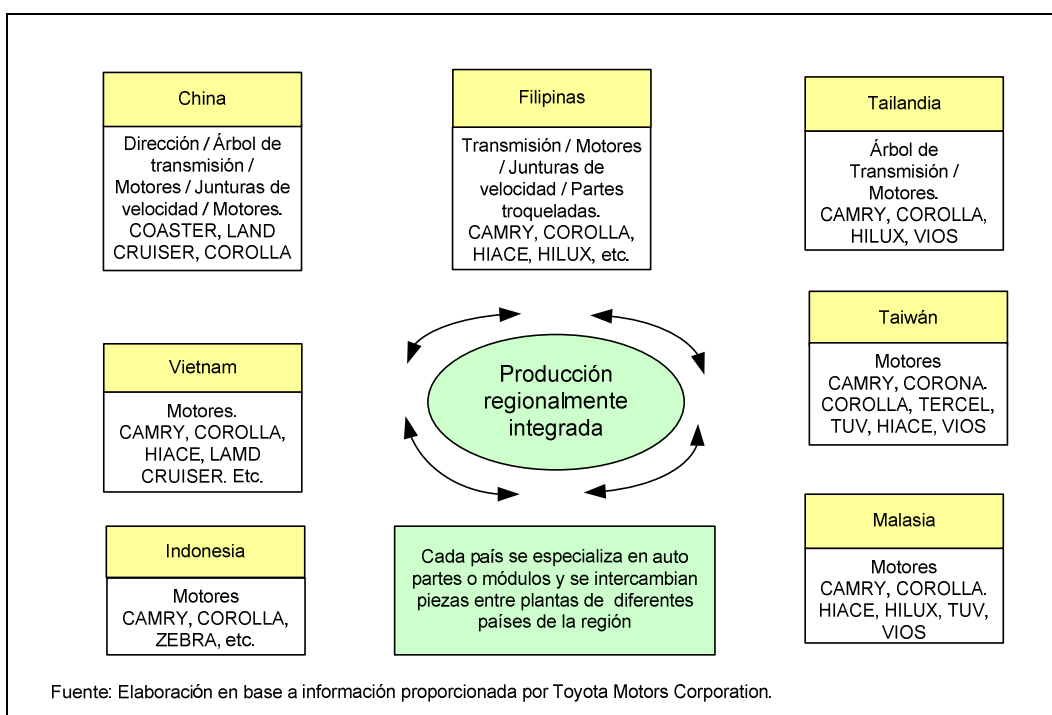 China
Dirección / Árbol de
transmisión /
Motores / Junturas de
velocidad / Motores.
COASTER, LAND
CRUISER, COROLLA
Filipinas
Transmisión / Motores
/ Junturas de
velocidad / Partes
troqueladas.
CAMRY, COROLLA,
HIACE, HILUX, etc.
Tailandia
Árbol de
Transmisión /
Motores.
CAMRY, COROLLA,
HILUX, VIOS
Vietnam
Motores.
CAMRY, COROLLA,
HIACE, LAMD
CRUISER. Etc.
Producción
regionalmente
integrada
Taiwán
Motores
CAMRY, CORONA.
COROLLA, TERCEL,
TUV, HIACE, VIOS
Indonesia
Motores
CAMRY, COROLLA,
ZEBRA, etc.
Cada país se especializa en auto
partes o módulos y se intercambian
piezas entre plantas de diferentes
países de la región
Malasia
Motores
CAMRY, COROLLA.
HIACE, HILUX, TUV,
VIOS
Fuente: Elaboración en base a información proporcionada por Toyota Motors Corporation.